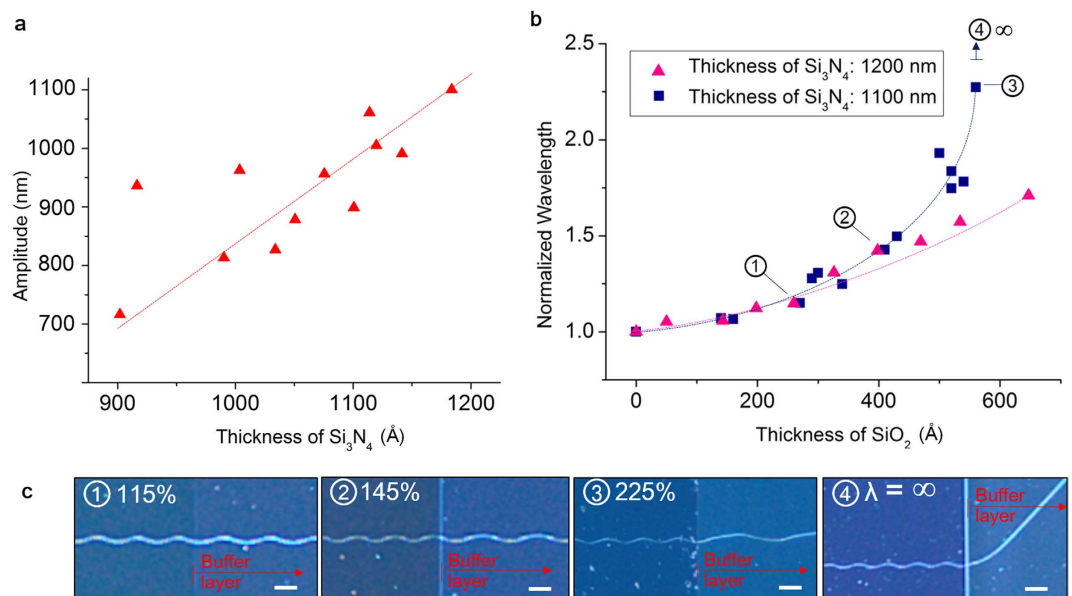 a
Amplitude (nm)
1100
1000
900
800
700
900
1000
1100
1200
Thickness of Si₃N₄ (Å)
b
Normalized Wavelength
2.5
2.0
1.5
1.0
④ ∞
Thickness of Si₃N₄: 1200 nm
Thickness of Si₃N₄: 1100 nm
③
②
①
0
200
400
600
Thickness of SiO₂ (Å)
c
① 115%
Buffer
layer
② 145%
Buffer
layer
③ 225%
Buffer
layer
④ λ = ∞
Buffer
layer